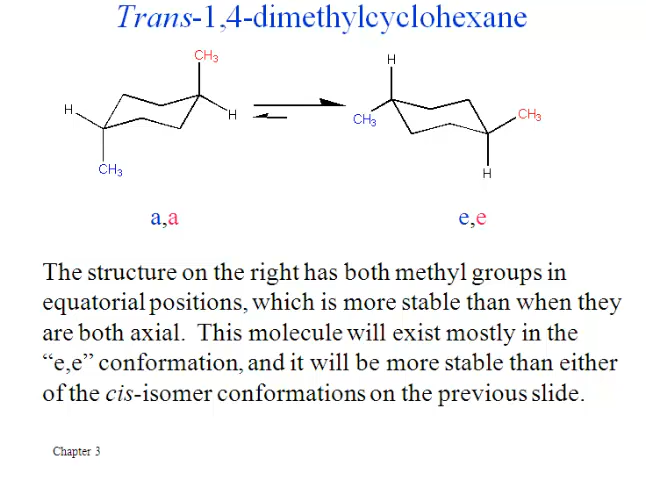 Trans-1,4-dimethylcyclohexane
CH3
H
H
CH3
H
CH3
CH3
H
a,a
e,e
The structure on the right has both methyl groups in
equatorial positions, which is more stable than when they
are both axial.  This molecule will exist mostly in the
“e,e” conformation, and it will be more stable than either
of the cis-isomer conformations on the previous slide.
Chapter 3